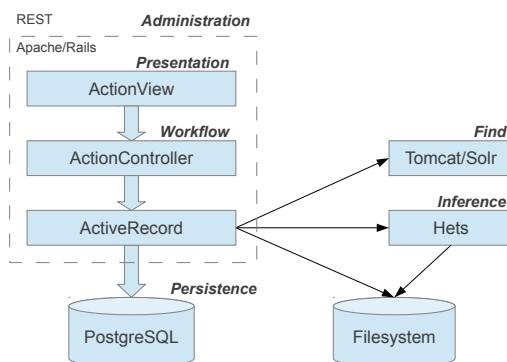 REST
Administration
Apache/Rails
Presentation
ActionView
Workflow
Find
ActionController
Tomcat/Solr
Inference
ActiveRecord
Hets
Persistence
PostgreSQL
Filesystem